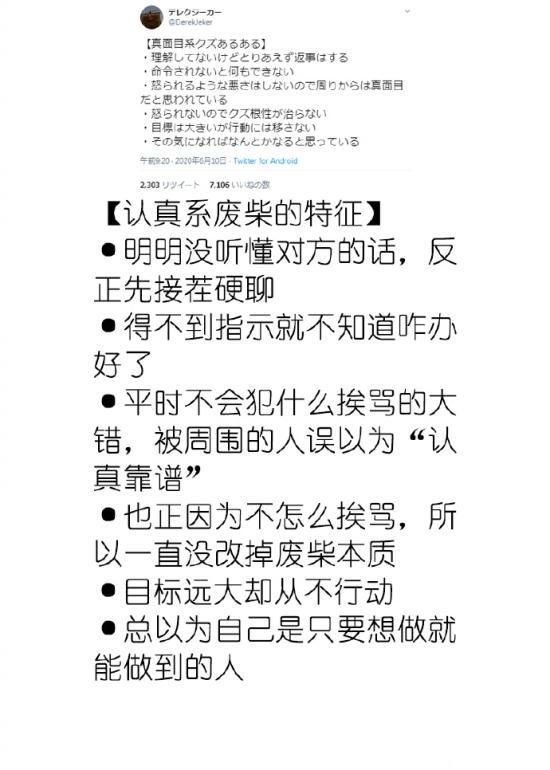 テレクジーカー
@DerekJeker
【真面目系クズあるある】
・理解してないけどとりあえず返事はする
・命令されないと何もできない
・怒られるような悪さはしないので周りからは真面目
だと思われている
・怒られないのでクズ根性が治らない
・目標は大きいが行動には移さない
・その気になればなんとかなると思っている
午前9:20 · 2020年6月10日 · Twitter for Android
2,303 リツイート 7,106 いいねの数
【认真系废柴的特征】
●明明没听懂对方的话，反
正先接茬硬聊
●得不到指示就不知道咋办
好了
●平时不会犯什么挨骂的大
错，被周围的人误以为“认
真靠谱”
●也正因为不怎么挨骂，所
以一直没改掉废柴本质
●目标远大却从不行动
●总以为自己是只要想做就
能做到的人